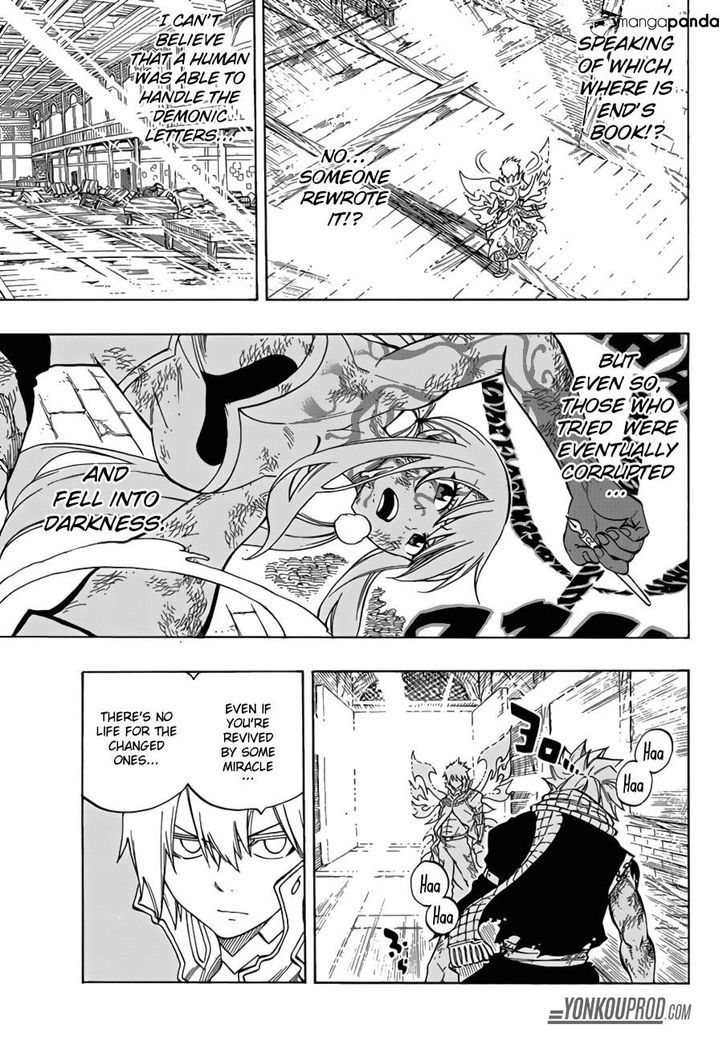 mangapanda
SPEAKING
OF WHICH,
WHERE IS
END'S
BOOK!?
NO...
SOMEONE
REWROTE
IT!?
I CAN'T
BELIEVE
THAT A HUMAN
WAS ABLE TO
HANDLE THE
DEMONIC
LETTERS...!
BUT
EVEN SO,
THOSE WHO
TRIED WERE
EVENTUALLY
CORRUPTED
...
AND
FELL INTO
DARKNESS.
ヨロ...
Haa
Haa
Haa
Haa
EVEN IF
YOU'RE
REVIVED
BY SOME
MIRACLE
...
THERE'S NO
LIFE FOR THE
CHANGED
ONES...
YONKOUPROD.COM